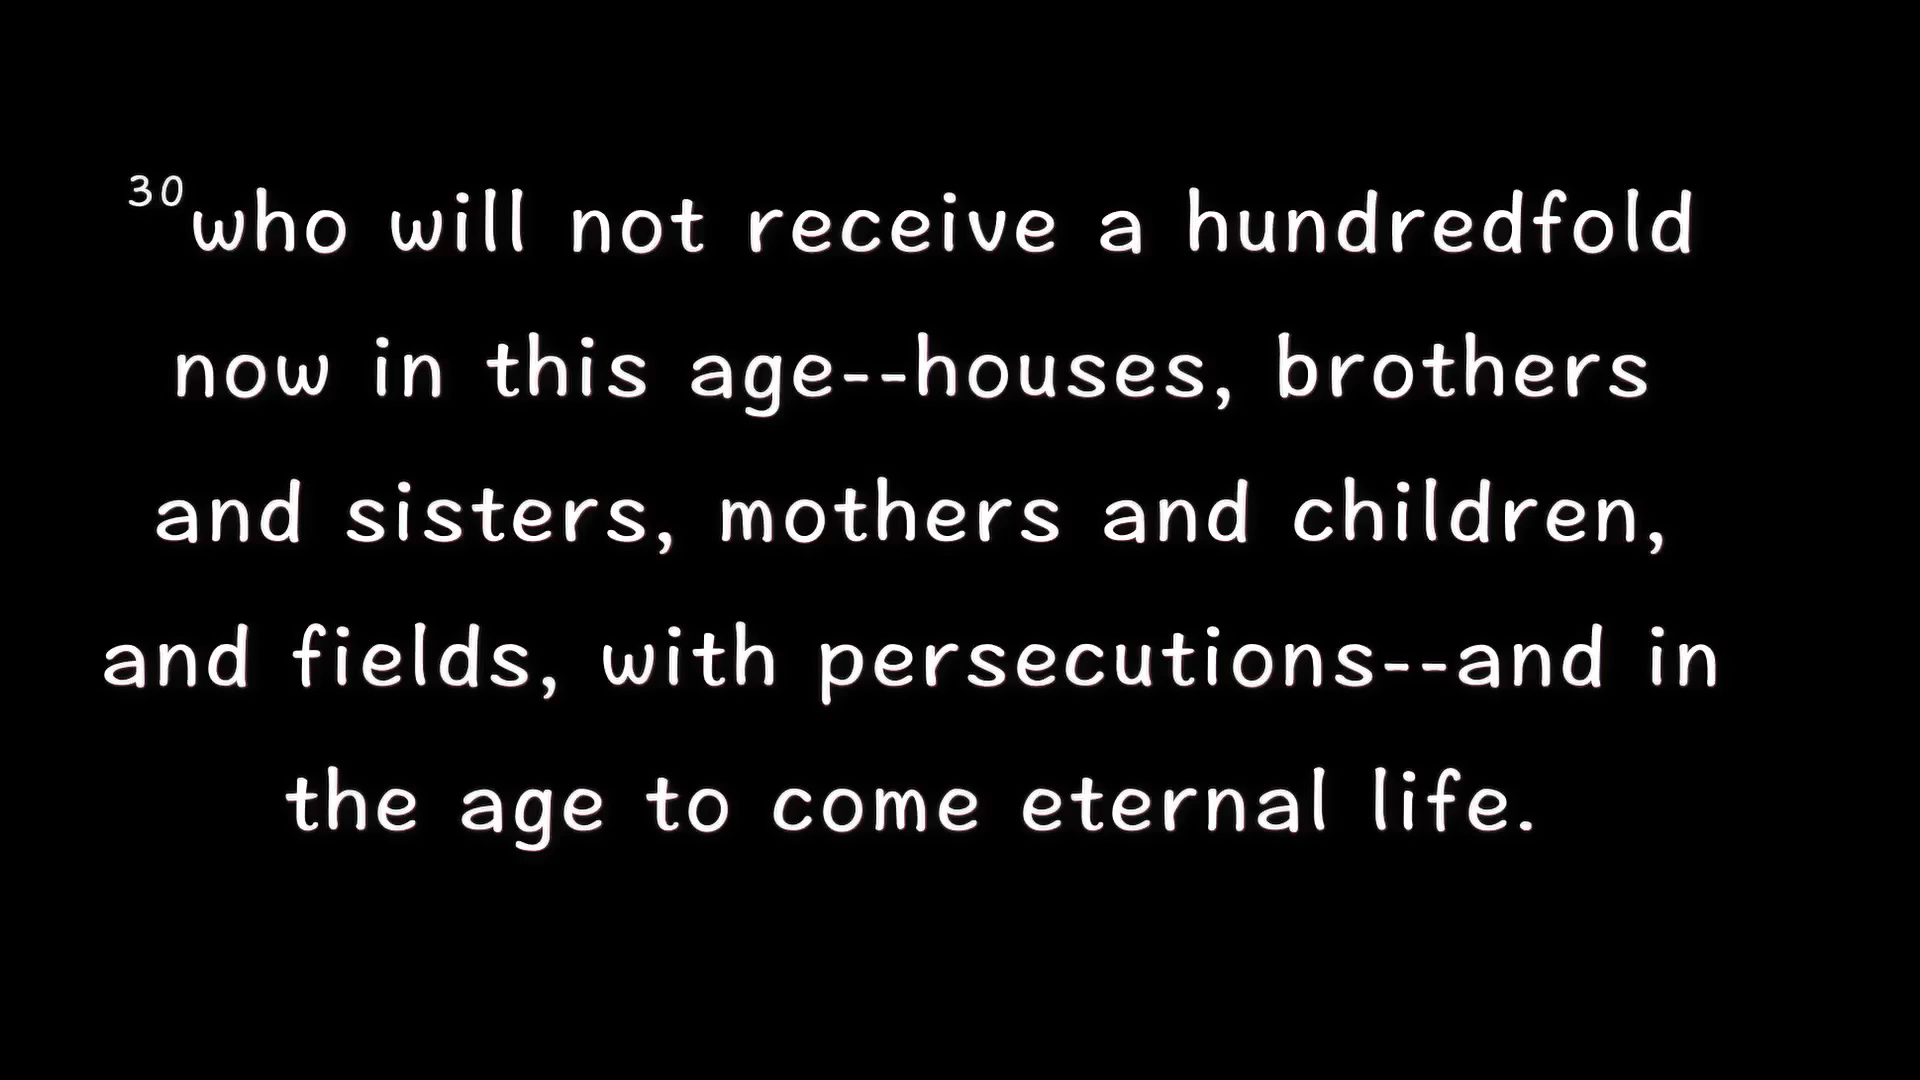 30who will not receive a hundredfold
now in this age--houses, brothers
and sisters, mothers and children,
and fields, with persecutions--and in
the age to come eternal life.